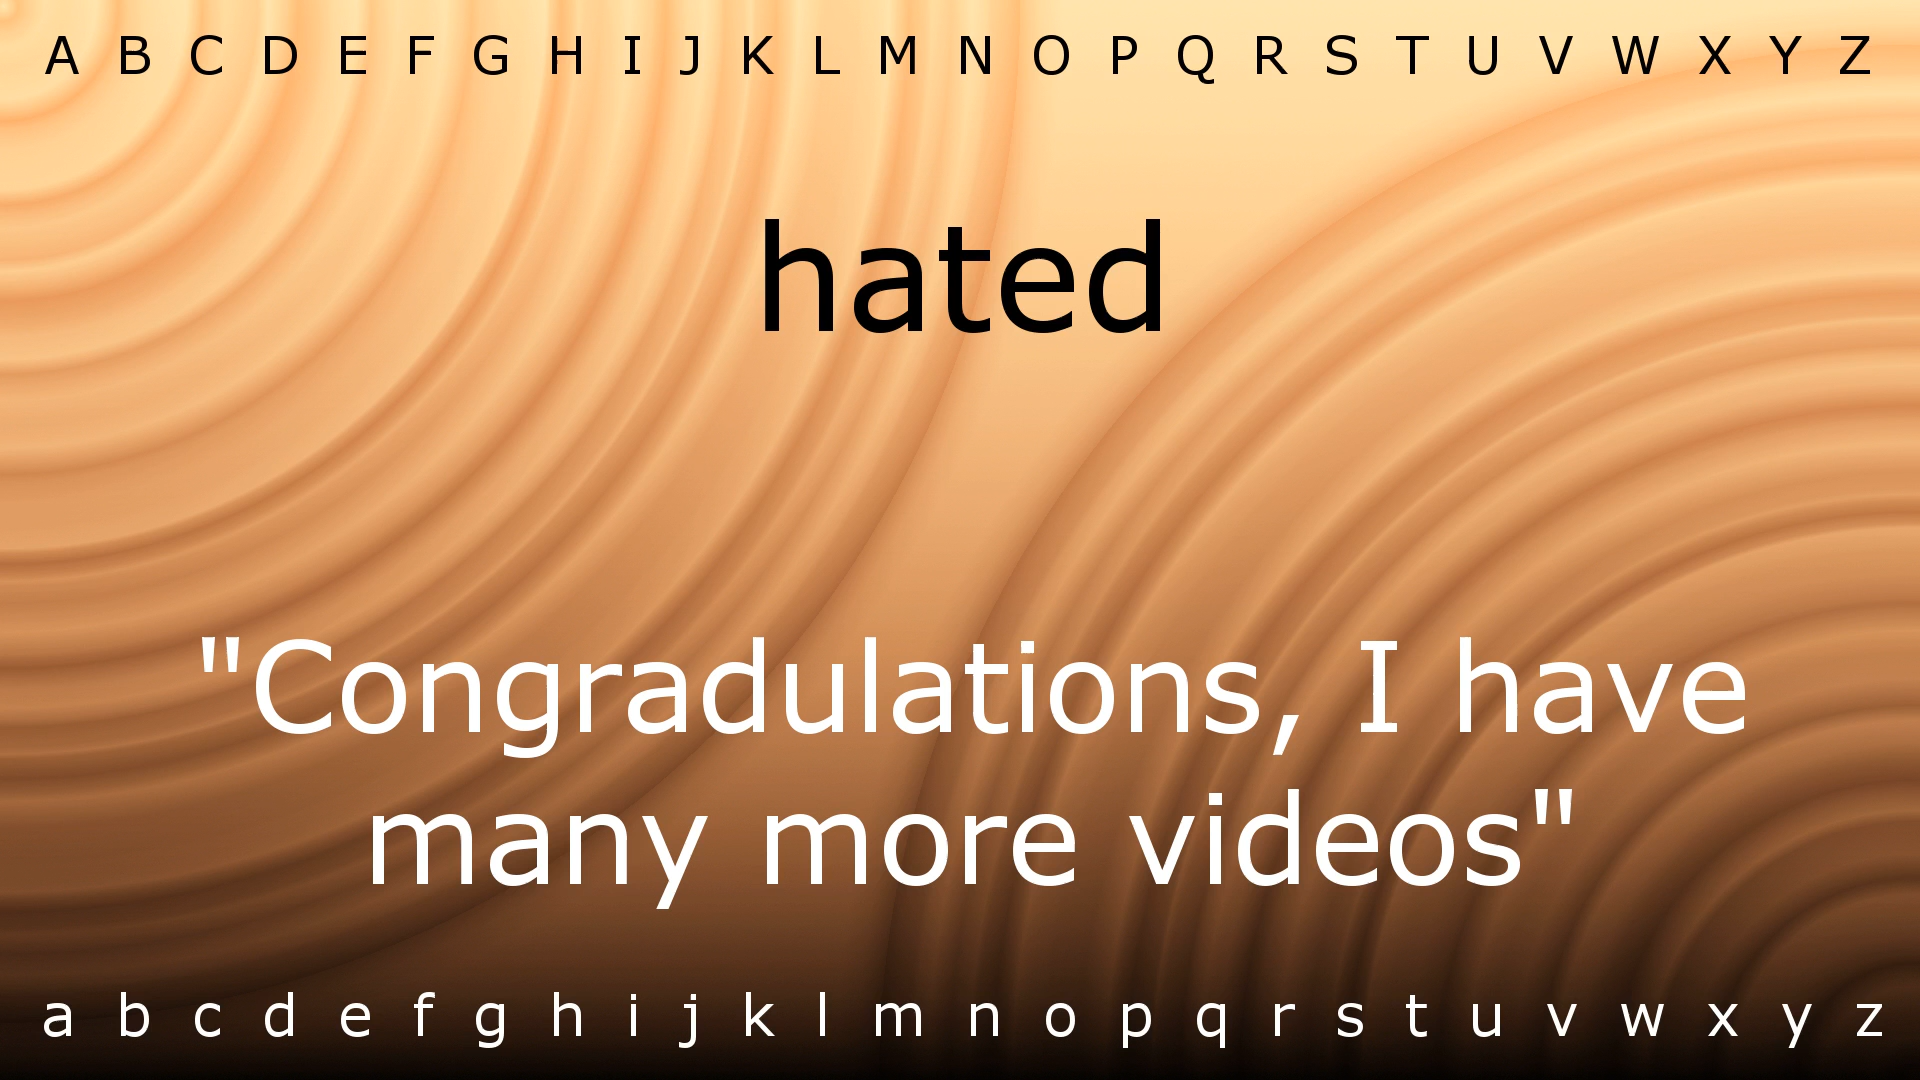 A B C D E F G H I J K L M N O P Q R S T U V W X Y Z
hated
"Congradulations, I have
many more videos"
a b c d e f g h i j k l m n o p q r s t u v w x y z